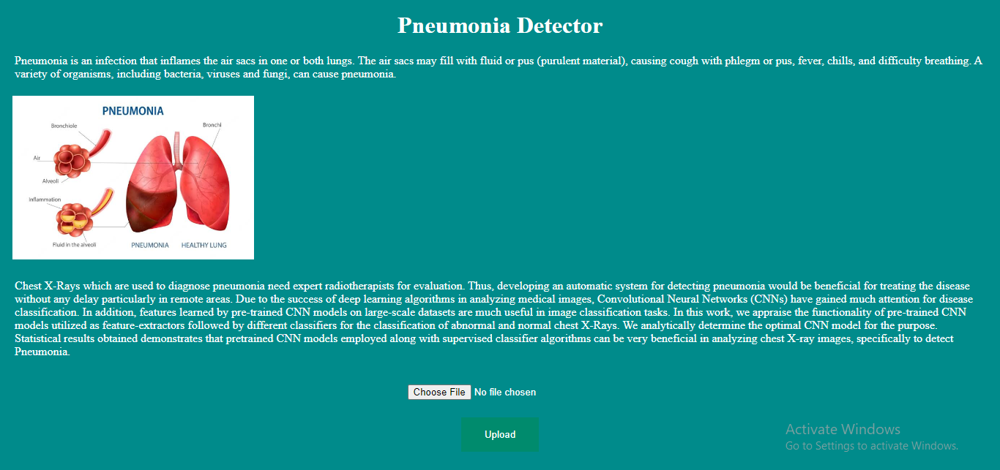 Pneumonia Detector
Pneumonia is an infection that inflames the air sacs in one or both lungs. The air sacs may fill with fluid or pus (purulent material), causing cough with phlegm or pus, fever, chills, and difficulty breathing. A
variety of organisms, including bacteria, viruses and fungi, can cause pneumonia.
PNEUMONIA
Bronchiole
Bronchi
Air
Alveoli
Inflammation
Fluid in the alveoli
PNEUMONIA HEALTHY LUNG
Chest X-Rays which are used to diagnose pneumonia need expert radiotherapists for evaluation. Thus, developing an automatic system for detecting pneumonia would be beneficial for treating the disease
without any delay particularly in remote areas. Due to the success of deep learning algorithms in analyzing medical images, Convolutional Neural Networks (CNNs) have gained much attention for disease
classification. In addition, features learned by pre-trained CNN models on large-scale datasets are much useful in image classification tasks. In this work, we appraise the functionality of pre-trained CNN
models utilized as feature-extractors followed by different classifiers for the classification of abnormal and normal chest X-Rays. We analytically determine the optimal CNN model for the purpose.
Statistical results obtained demonstrates that pretrained CNN models employed along with supervised classifier algorithms can be very beneficial in analyzing chest X-ray images, specifically to detect
Pneumonia.
Choose File No file chosen
Upload
Activate Windows
Go to Settings to activate Windows.